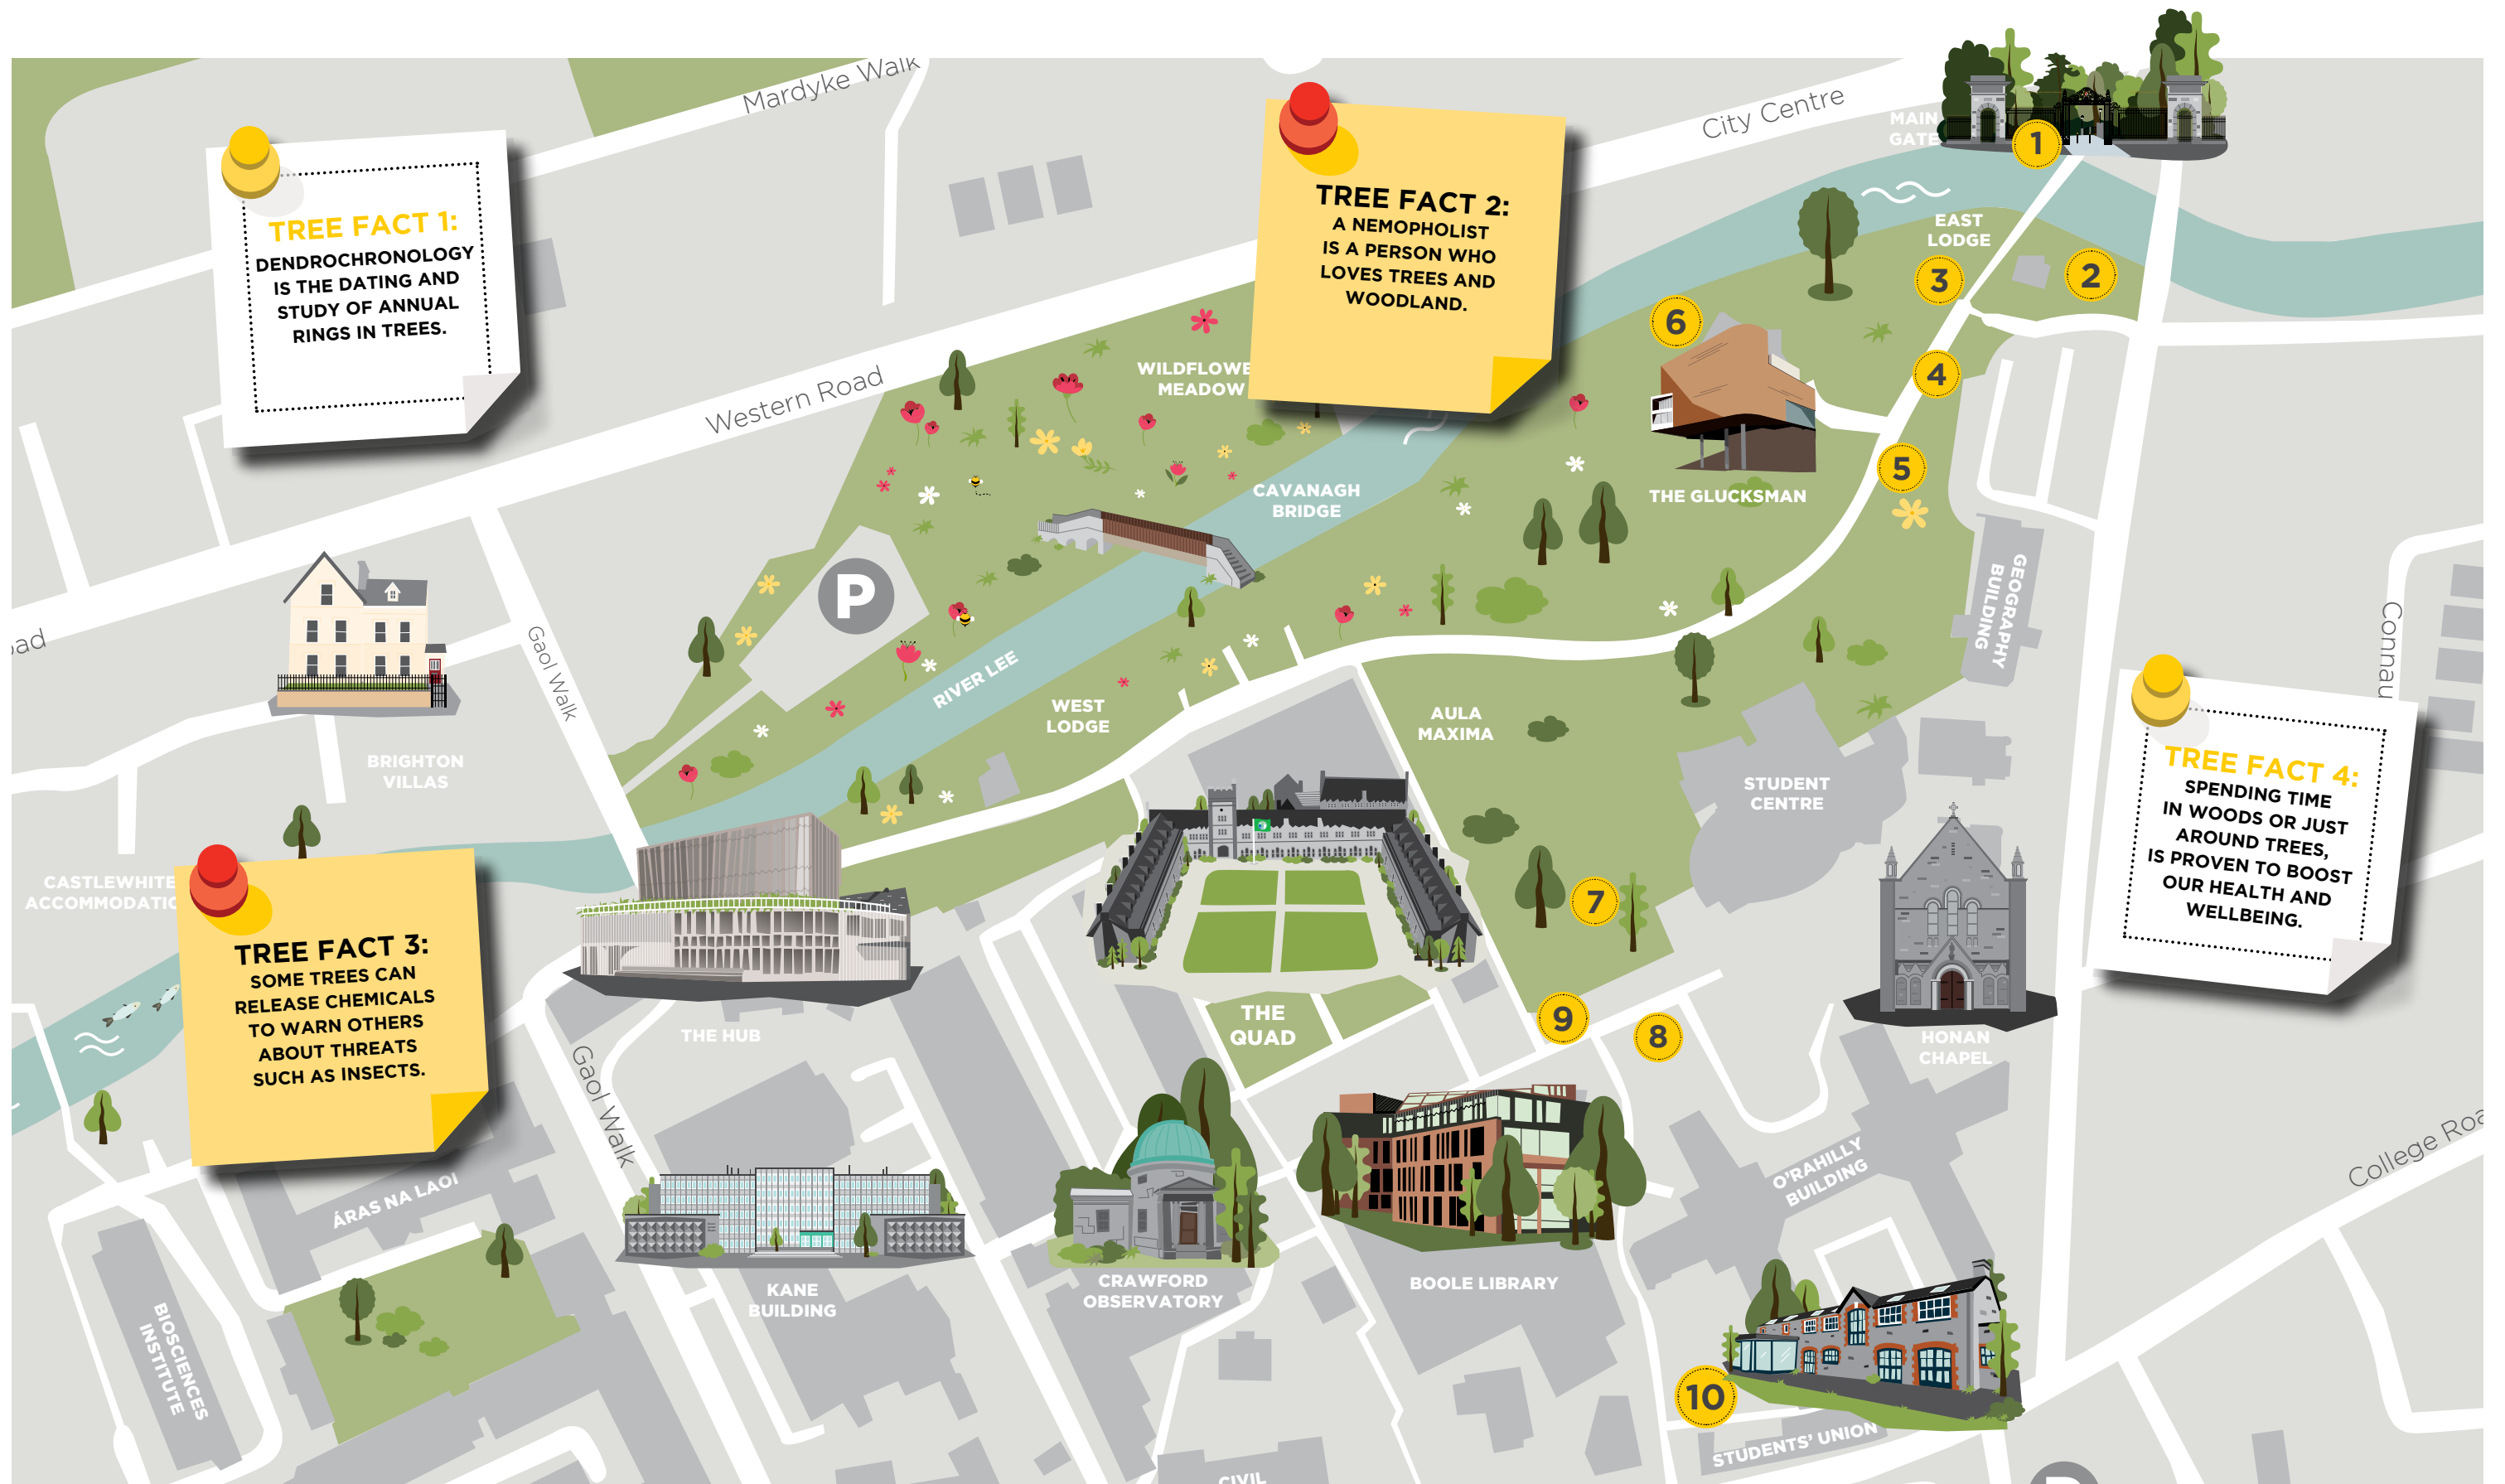 Mardyke Walk
City Centre
MAIN
GATE
1
TREE FACT 1:
DENDROCHRONOLOGY
IS THE DATING AND
STUDY OF ANNUAL
RINGS IN TREES.
TREE FACT 2:
A NEMOPHOLIST
IS A PERSON WHO
LOVES TREES AND
WOODLAND.
EAST
LODGE
3
2
6
4
WILDFLOWE
MEADOW
Western Road
5
CAVANAGH
BRIDGE
THE GLUCKSMAN
P
GEOGRAPHY
BUILDING
oad
Gaol Walk
RIVER LEE
WEST
LODGE
AULA
MAXIMA
Connau
BRIGHTON
VILLAS
STUDENT
CENTRE
TREE FACT 4:
SPENDING TIME
IN WOODS OR JUST
AROUND TREES,
IS PROVEN TO BOOST
OUR HEALTH AND
WELLBEING.
CASTLEWHITE
ACCOMMODATIO
7
TREE FACT 3:
SOME TREES CAN
RELEASE CHEMICALS
TO WARN OTHERS
ABOUT THREATS
SUCH AS INSECTS.
THE HUB
THE
QUAD
9
8
HONAN
CHAPEL
Gaol Walk
College Roa
O'RAHILLY
BUILDING
ÁRAS NA LAOI
KANE
BUILDING
CRAWFORD
OBSERVATORY
BOOLE LIBRARY
BIOSCIENCES
INSTITUTE
10
STUDENTS' UNION
CIVIL
P